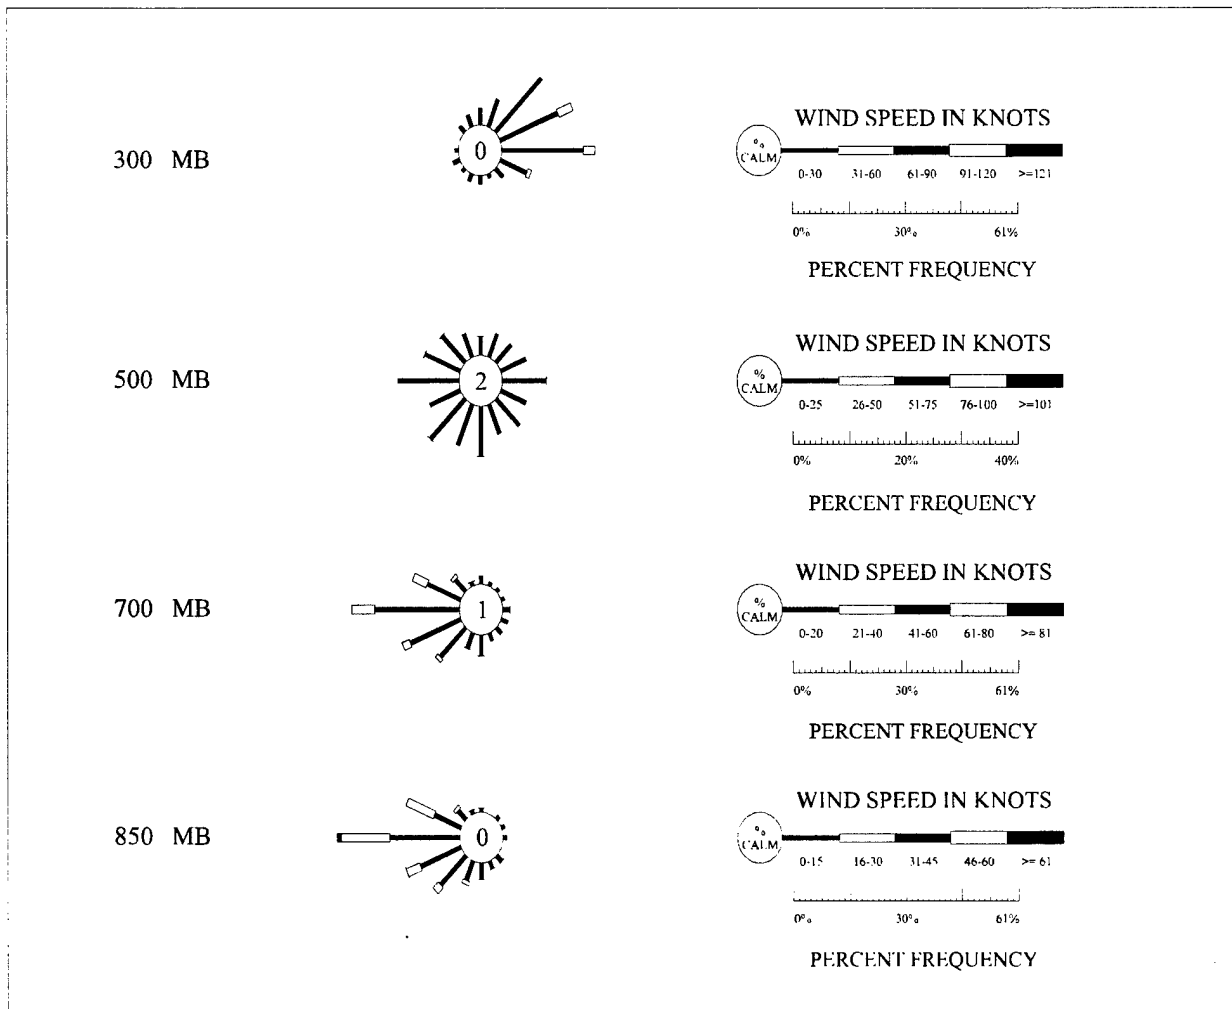 WIND SPEED IN KNOTS
300 MB
0
%
CALM
0-30 31-60 61-90 91-120 >=121
0% 30% 61%
PERCENT FREQUENCY
WIND SPEED IN KNOTS
500 MB
2
%
CALM
0-25 26-50 51-75 76-100 >=101
0% 20% 40%
PERCENT FREQUENCY
WIND SPEED IN KNOTS
700 MB
1
%
CALM
0-20 21-40 41-60 61-80 >= 81
0% 30% 61%
PERCENT FREQUENCY
WIND SPEED IN KNOTS
850 MB
0
%
CALM
0-15 16-30 31-45 46-60 >= 61
0% 30% 61%
PERCENT FREQUENCY